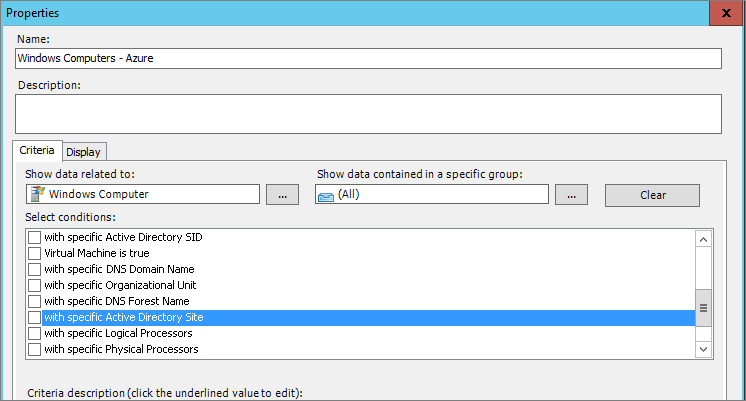 Properties
x
Name:
Windows Computers - Azure
Description:
Criteria
Display
Show data related to:
Show data contained in a specific group:
Windows Computer
...
(All)
...
Clear
Select conditions:
with specific Active Directory SID
Virtual Machine is true
with specific DNS Domain Name
with specific Organizational Unit
with specific DNS Forest Name
with specific Active Directory Site
with specific Logical Processors
with specific Physical Processors
Criteria description (click the underlined value to edit):